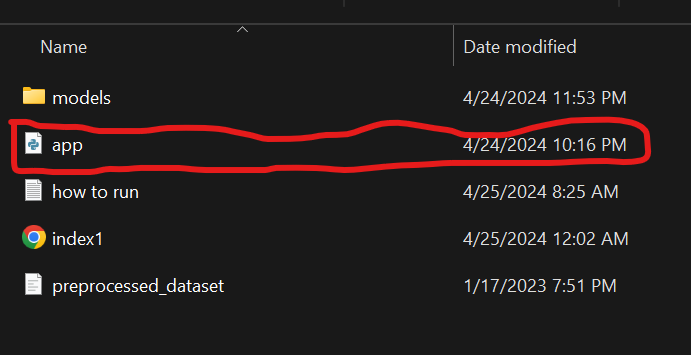 Name Date modified
models 4/24/2024 11:53 PM
app 4/24/2024 10:16 PM
how to run 4/25/2024 8:25 AM
index1 4/25/2024 12:02 AM
preprocessed_dataset 1/17/2023 7:51 PM